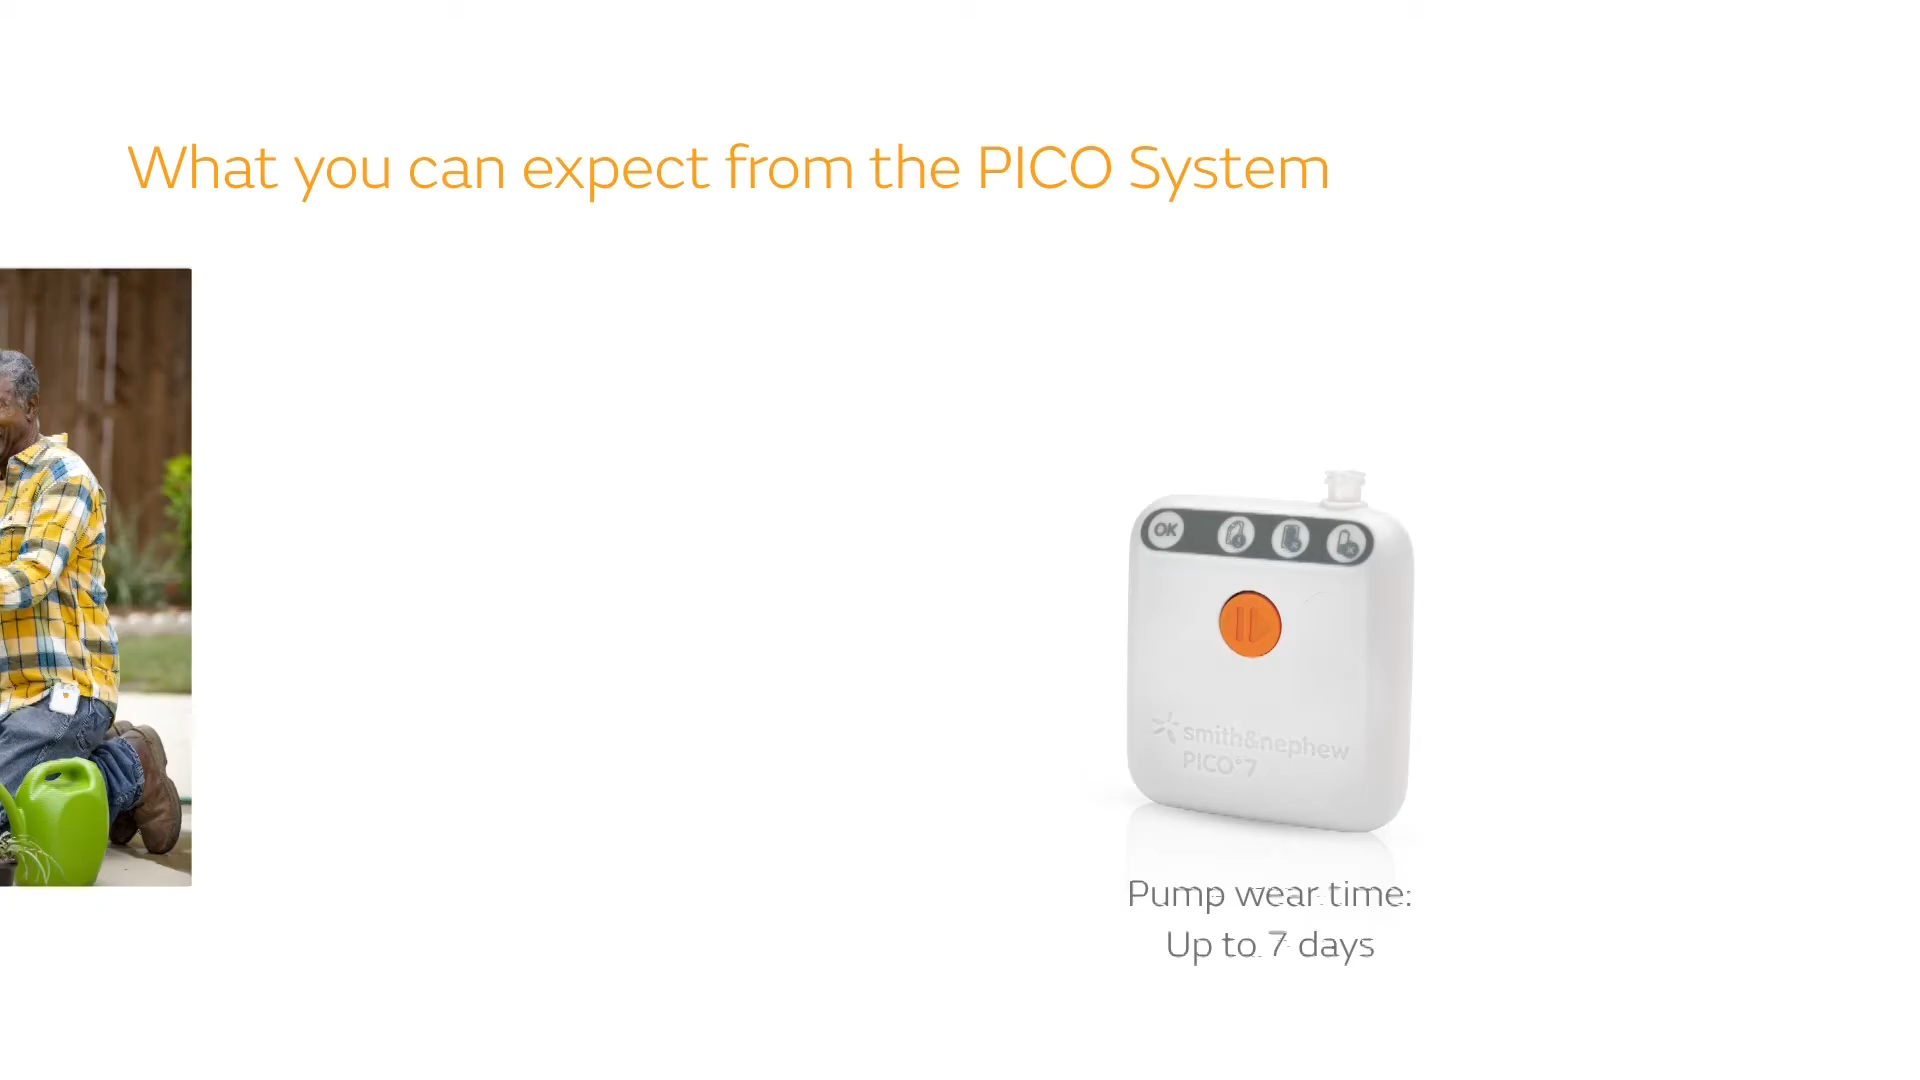 What you can expect from the PICO System
OK
smith&nephew
PICO°7
Pump wear time:
Up to 7 days